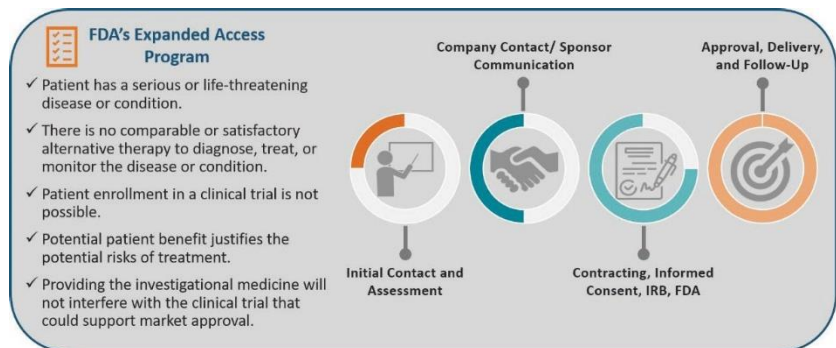 FDA's Expanded Access
Program
✓ Patient has a serious or life-threatening
disease or condition.
✓ There is no comparable or satisfactory
alternative therapy to diagnose, treat, or
monitor the disease or condition.
✓ Patient enrollment in a clinical trial is not
possible.
✓ Potential patient benefit justifies the
potential risks of treatment.
✓ Providing the investigational medicine will
not interfere with the clinical trial that
could support market approval.
Initial Contact and
Assessment
Company Contact/ Sponsor
Communication
Contracting, Informed
Consent, IRB, FDA
Approval, Delivery,
and Follow-Up